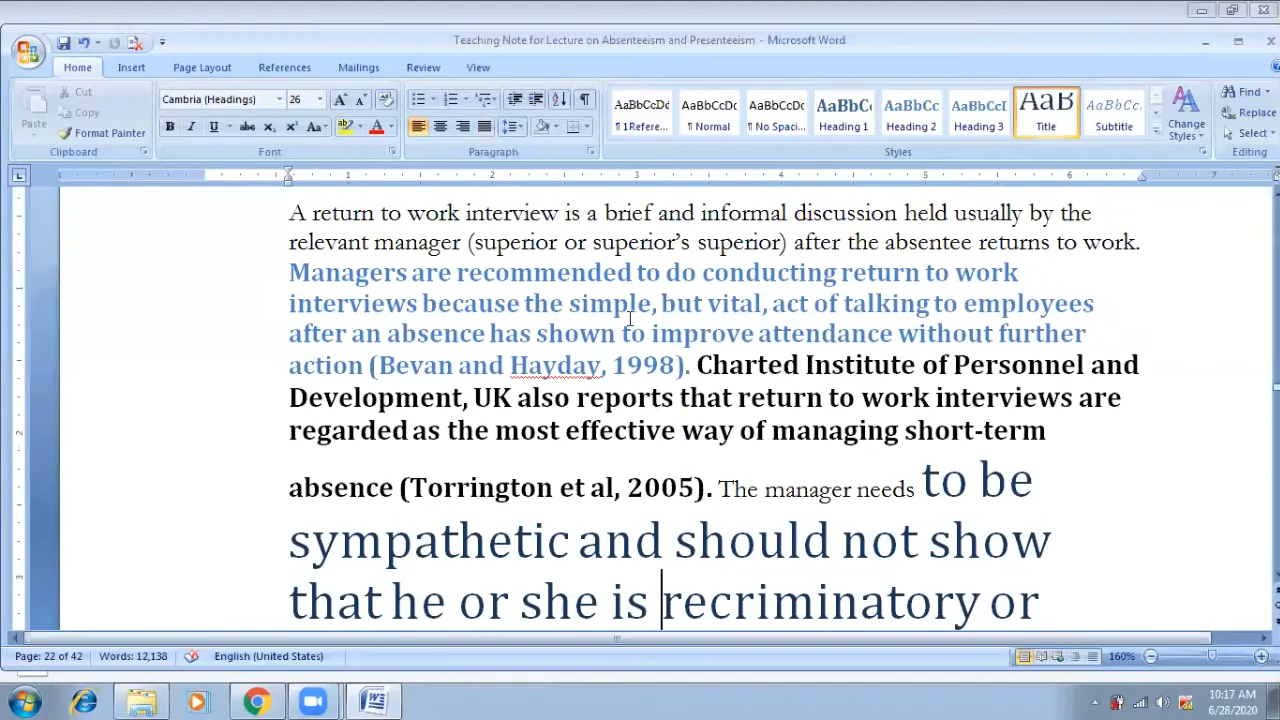 Teaching Note for Lecture on Absenteeism and Presenteeism - Microsoft Word
Home Insert Page Layout References Mailings Review View
Cut
Copy
Paste
Format Painter
Clipboard
Cambria (Headings) 26
Font
Paragraph
AaBbCcDd AaBbCcDc AaBbCcDc AaBbC AaBbCc AaBbCcI AaB AaBbCc.
¶ 1Refere... ¶ Normal ¶ No Spaci... Heading 1 Heading 2 Heading 3 Title Subtitle
Change Styles
Styles
Find
Replace
Select
Editing
A return to work interview is a brief and informal discussion held usually by the
relevant manager (superior or superior’s superior) after the absentee returns to work.
Managers are recommended to do conducting return to work
interviews because the simple, but vital, act of talking to employees
after an absence has shown to improve attendance without further
action (Bevan and Hayday, 1998). Charted Institute of Personnel and
Development, UK also reports that return to work interviews are
regarded as the most effective way of managing short-term
absence (Torrington et al, 2005). The manager needs to be
sympathetic and should not show
that he or she is recriminatory or
Page: 22 of 42 Words: 12,138 English (United States) 160%
10:17 AM
6/28/2020